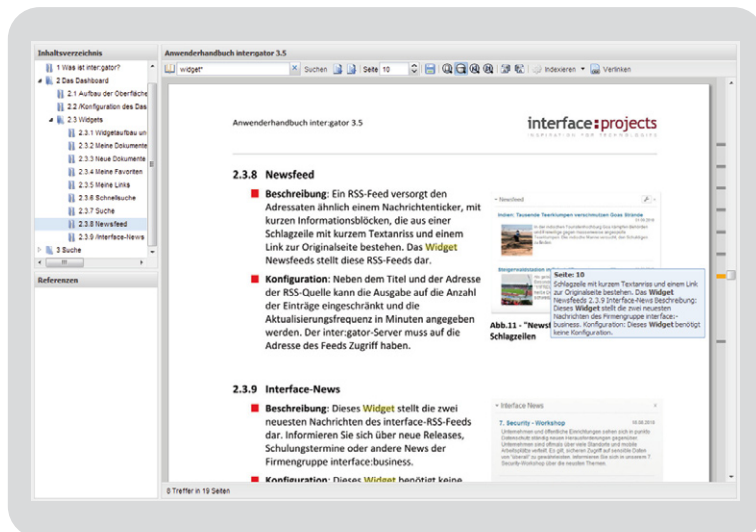 Inhaltsverzeichnis
Anwenderhandbuch inter:gator 3.5
1 Was ist inter:gator?
2 Das Dashboard
2.1 Aufbau der Oberfläche
2.2 /Konfiguration des Das
2.3 Widgets
2.3.1 Widgetaufbau un
2.3.2 Meine Dokumente
2.3.3 Neue Dokumente
2.3.4 Meine Favoriten
2.3.5 Meine Links
2.3.6 Schnellsuche
2.3.7 Suche
2.3.8 Newsfeed
2.3.9 /Interface-News
3 Suche
Referenzen
widget*
Suchen
Seite 10
Indexieren
Verlinken
Anwenderhandbuch inter:gator 3.5
interface:projects
INSPIRATION FOR TECHNOLOGIES
2.3.8 Newsfeed
Beschreibung: Ein RSS-Feed versorgt den
Adressaten ähnlich einem Nachrichtenticker, mit
kurzen Informationsblöcken, die aus einer
Schlagzeile mit kurzem Textanriss und einem
Link zur Originalseite bestehen. Das Widget
Newsfeeds stellt diese RSS-Feeds dar.
Konfiguration: Neben dem Titel und der Adresse
der RSS-Quelle kann die Ausgabe auf die Anzahl
der Einträge eingeschränkt und die
Aktualisierungsfrequenz in Minuten angegeben
werden. Der inter:gator-Server muss auf die
Adresse des Feeds Zugriff haben.
Newsfeed
Indien: Tausende Teerklumpen verschmutzen Goas Strände
Seite: 10
Schlagzeile mit kurzem Textanriss und einem Link
zur Originalseite bestehen. Das Widget
Newsfeeds 2.3.9 Interface-News Beschreibung:
Dieses Widget stellt die zwei neuesten
Nachrichten des Firmengruppe interface:-
business. Konfiguration: Dieses Widget benötigt
keine Konfiguration.
Abb.11 - "Newsf
Schlagzeilen
2.3.9 Interface-News
Beschreibung: Dieses Widget stellt die zwei
neuesten Nachrichten des interface-RSS-Feeds
dar. Informieren Sie sich über neue Releases,
Schulungstermine oder andere News der
Firmengruppe interface:business.
Konfiguration: Dieses Widget benötigt keine
Interface News
7. Security - Workshop
8 Treffer in 19 Seiten